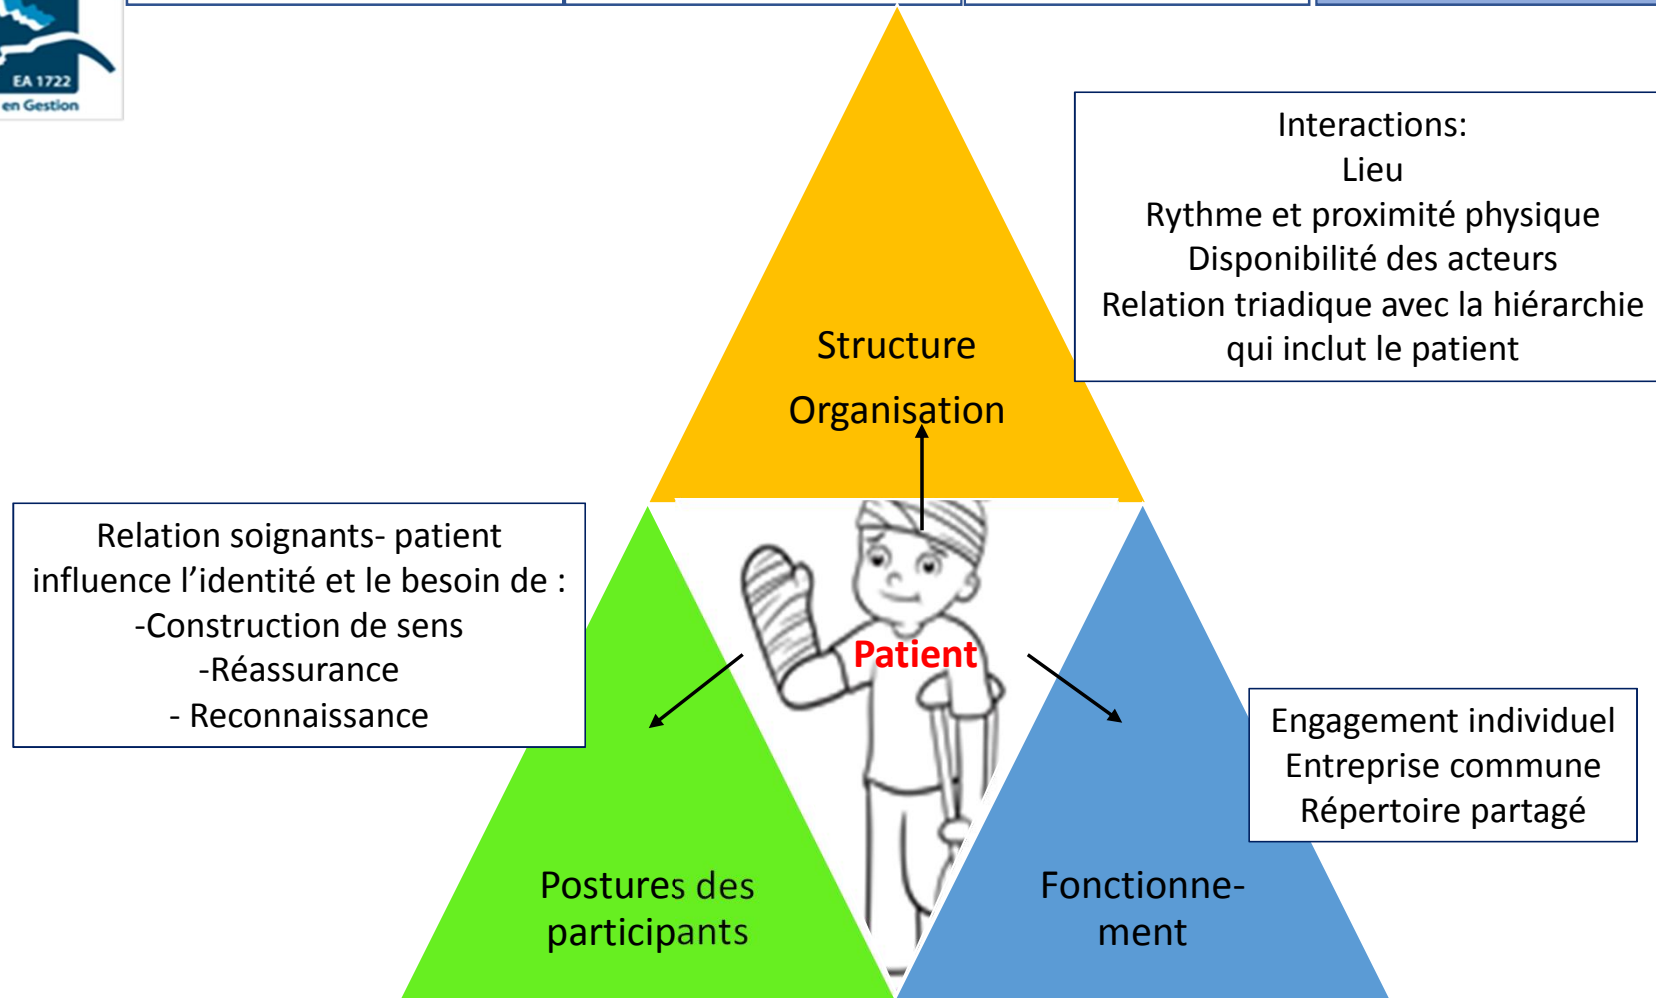 EA 1722
en Gestion
Interactions:
Lieu
Rythme et proximité physique
Disponibilité des acteurs
Relation triadique avec la hiérarchie
qui inclut le patient
Structure
Organisation
Relation soignants- patient
influence l’identité et le besoin de :
-Construction de sens
-Réassurance
- Reconnaissance
Patient
Engagement individuel
Entreprise commune
Répertoire partagé
Postures des
participants
Fonctionne-
ment